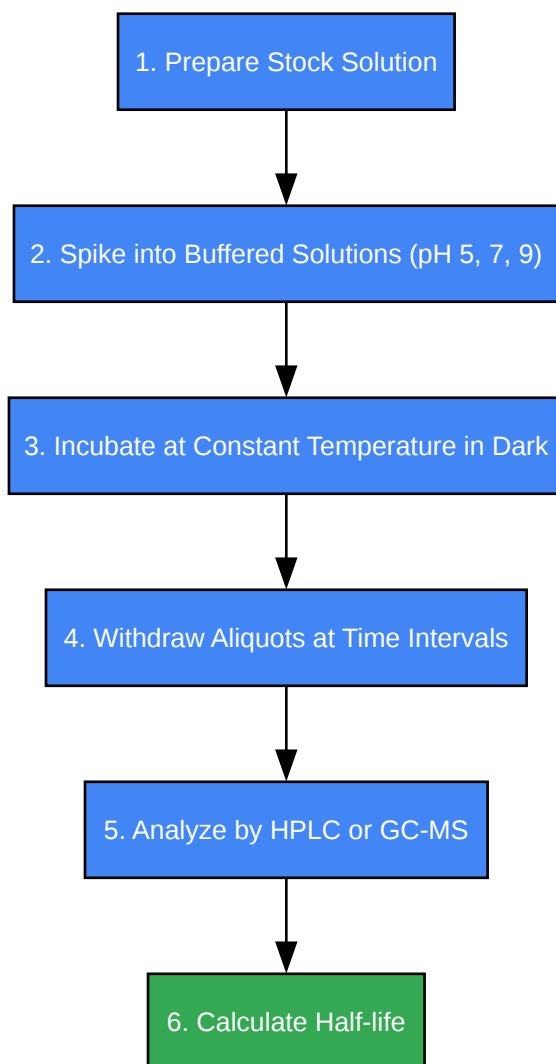 1. Prepare Stock Solution
2. Spike into Buffered Solutions (pH 5, 7, 9)
3. Incubate at Constant Temperature in Dark
4. Withdraw Aliquots at Time Intervals
5. Analyze by HPLC or GC-MS
6. Calculate Half-life